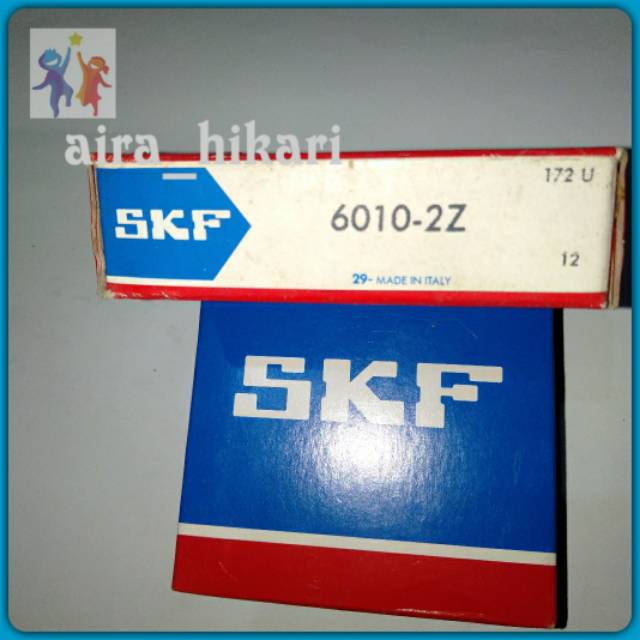 aira_hikari
172 U
SKF
6010-2Z
12
29- MADE IN ITALY
SKF